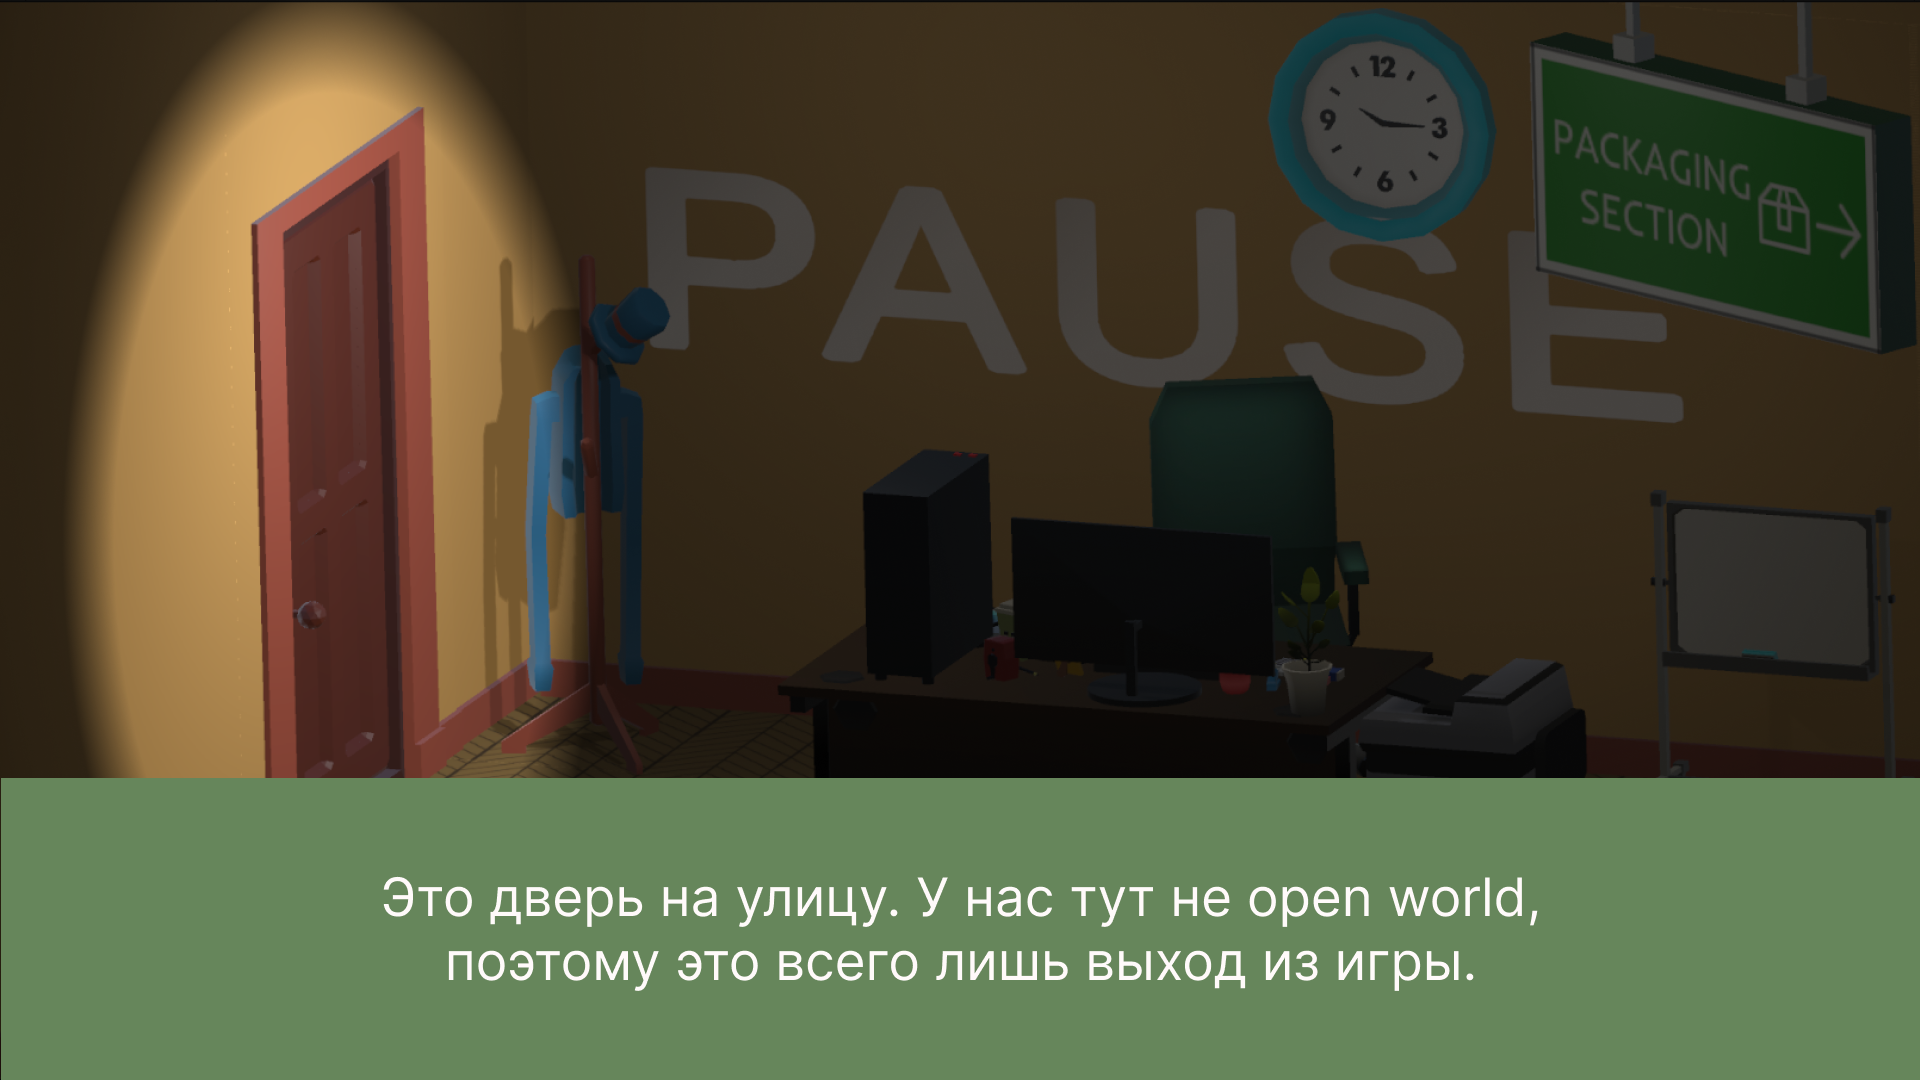 PAUSE
12
9
3
6
PACKAGING
SECTION
Это дверь на улицу. У нас тут не open world,
поэтому это всего лишь выход из игры.